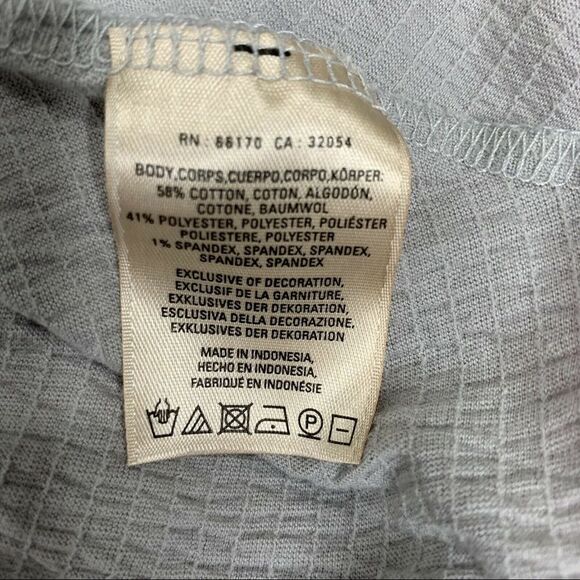 RN : 66170 CA : 32054
BODY,CORPS,CUERPO,CORPO,KÖRPER:
58% COTTON, COTON, ALGODÓN,
COTONE, BAUMWOL
41% POLYESTER, POLYESTER, POLIÉSTER
POLIESTERE, POLYESTER
1% SPANDEX, SPANDEX, SPANDEX,
SPANDEX, SPANDEX
EXCLUSIVE OF DECORATION,
EXCLUSIF DE LA GARNITURE,
EXKLUSIVES DER DEKORATION,
ESCLUSIVA DELLA DECORAZIONE,
EXKLUSIVES DER DEKORATION
MADE IN INDONESIA,
HECHO EN INDONESIA,
FABRIQUÉ EN INDONÉSIE
P